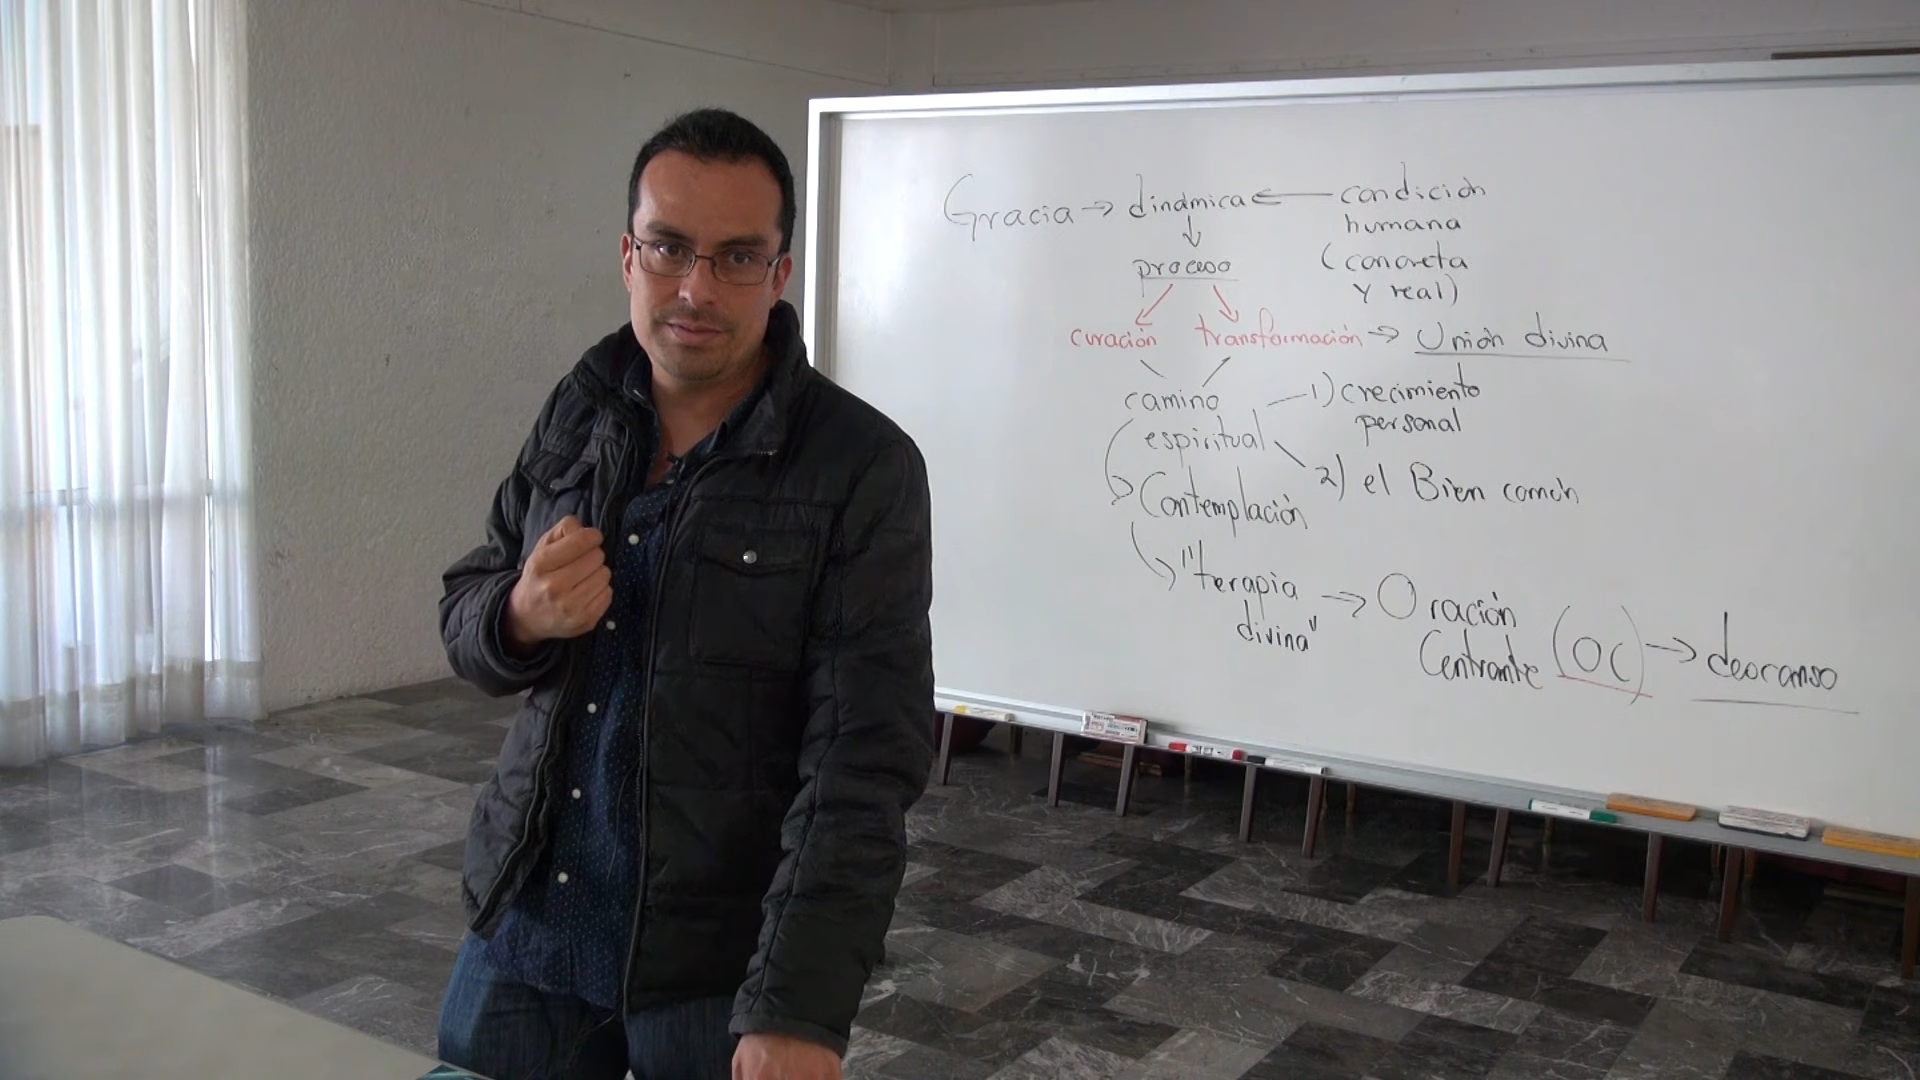 Gracia → dinámica ← condición
humana
(concreta
y real)
↓
proceso
curación transformación → Unión divina
camino
espiritual
1) crecimiento
personal
2) el Bien común
Contemplación
"terapia
divina" → Oración
Centrante (OC) → descanso